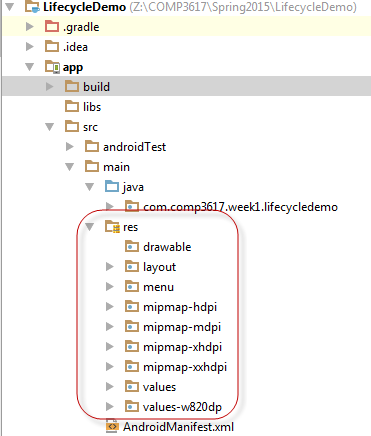 LifecycleDemo (Z:\COMP3617\Spring2015\LifecycleDemo)
.gradle
.idea
app
build
libs
src
androidTest
main
java
com.comp3617.week1.lifecycledemo
res
drawable
layout
menu
mipmap-hdpi
mipmap-mdpi
mipmap-xhdpi
mipmap-xxhdpi
values
values-w820dp
AndroidManifest.xml